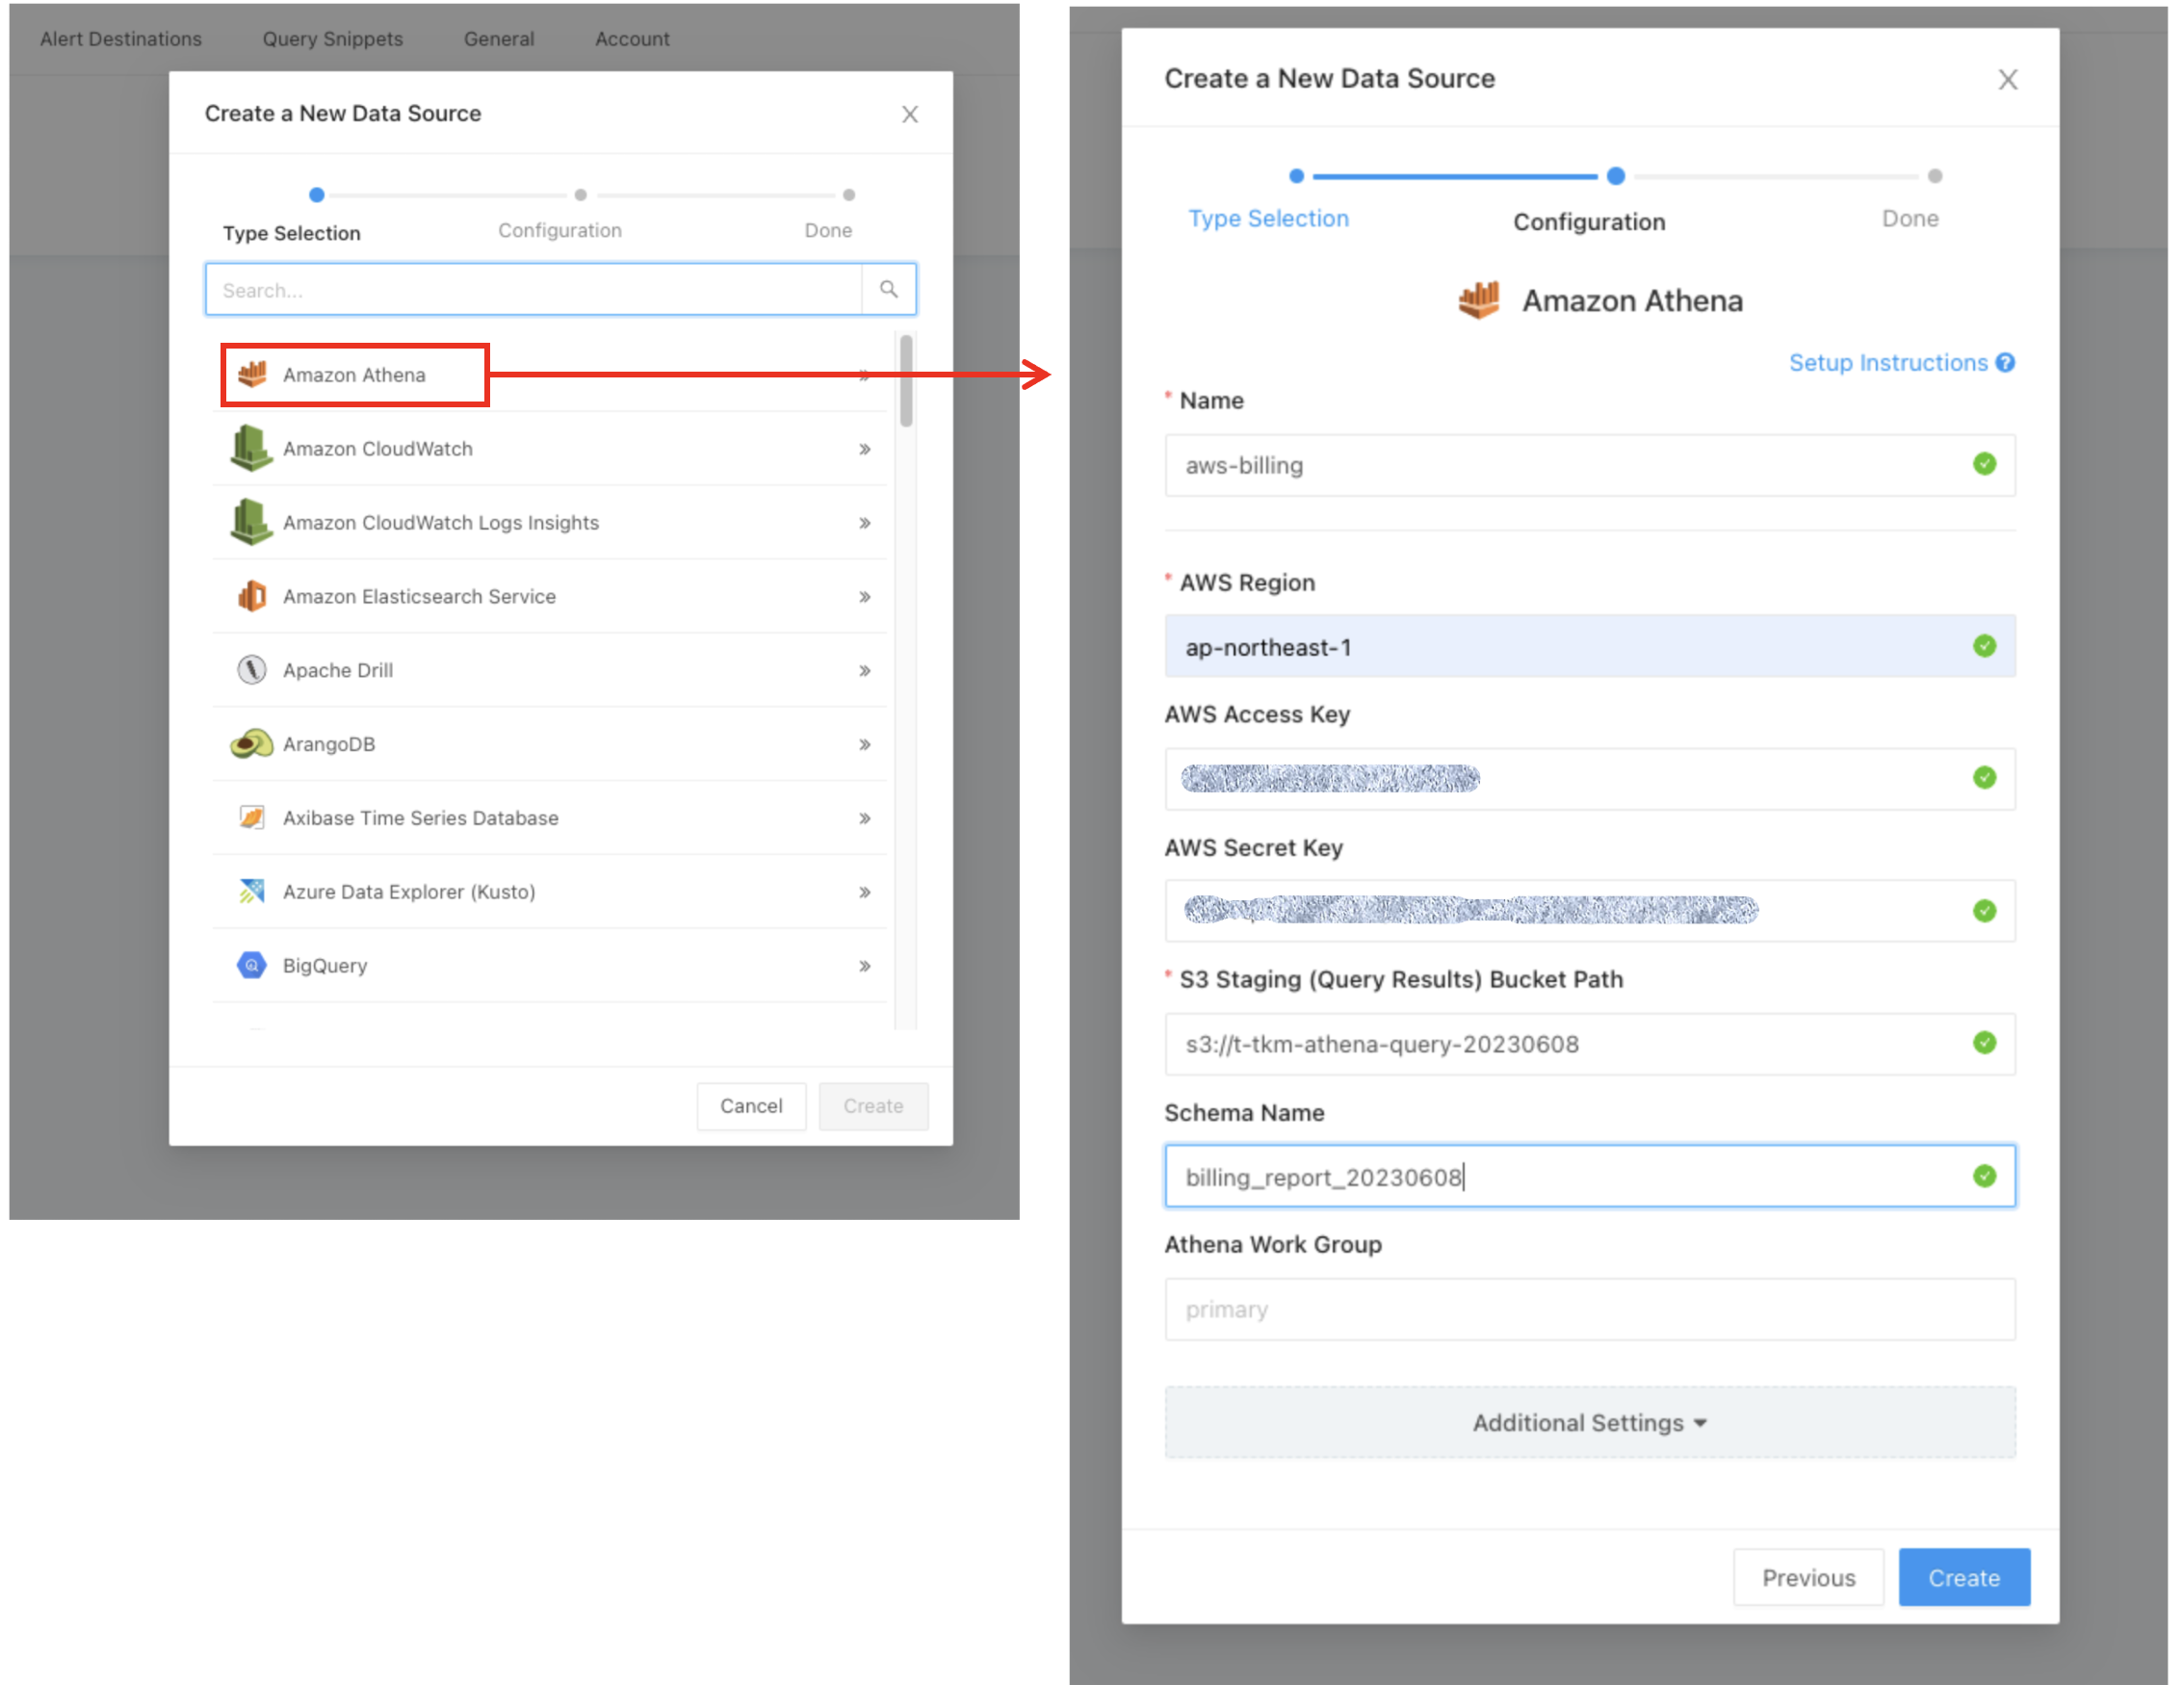 Alert Destinations Query Snippets General Account
Create a New Data Source
Type Selection Configuration Done
Search...
Amazon Athena
Amazon CloudWatch
Amazon CloudWatch Logs Insights
Amazon Elasticsearch Service
Apache Drill
ArangoDB
Axibase Time Series Database
Azure Data Explorer (Kusto)
BigQuery
Cancel Create
Create a New Data Source
Type Selection Configuration Done
Amazon Athena
Setup Instructions
* Name
aws-billing
* AWS Region
ap-northeast-1
AWS Access Key
AWS Secret Key
* S3 Staging (Query Results) Bucket Path
s3://t-tkm-athena-query-20230608
Schema Name
billing_report_20230608
Athena Work Group
primary
Additional Settings
Previous Create